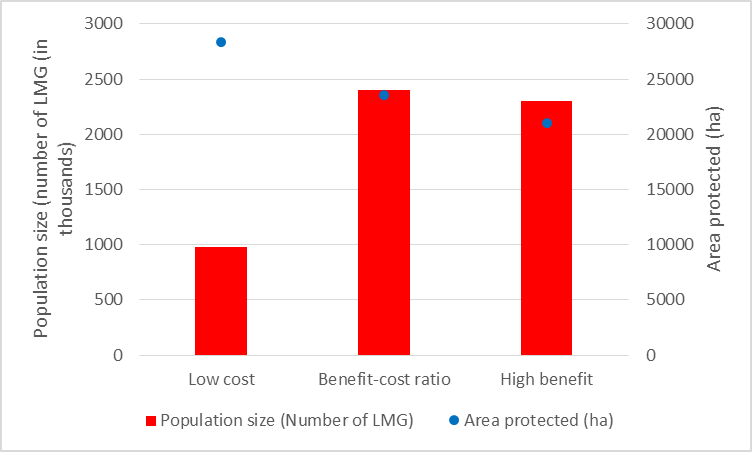 Population size (number of LMG (in
thousands)
3000
2500
2000
1500
1000
500
0
30000
25000
20000
15000
10000
5000
0
Area protected (ha)
Low cost
Benefit-cost ratio
High benefit
Population size (Number of LMG)
Area protected (ha)